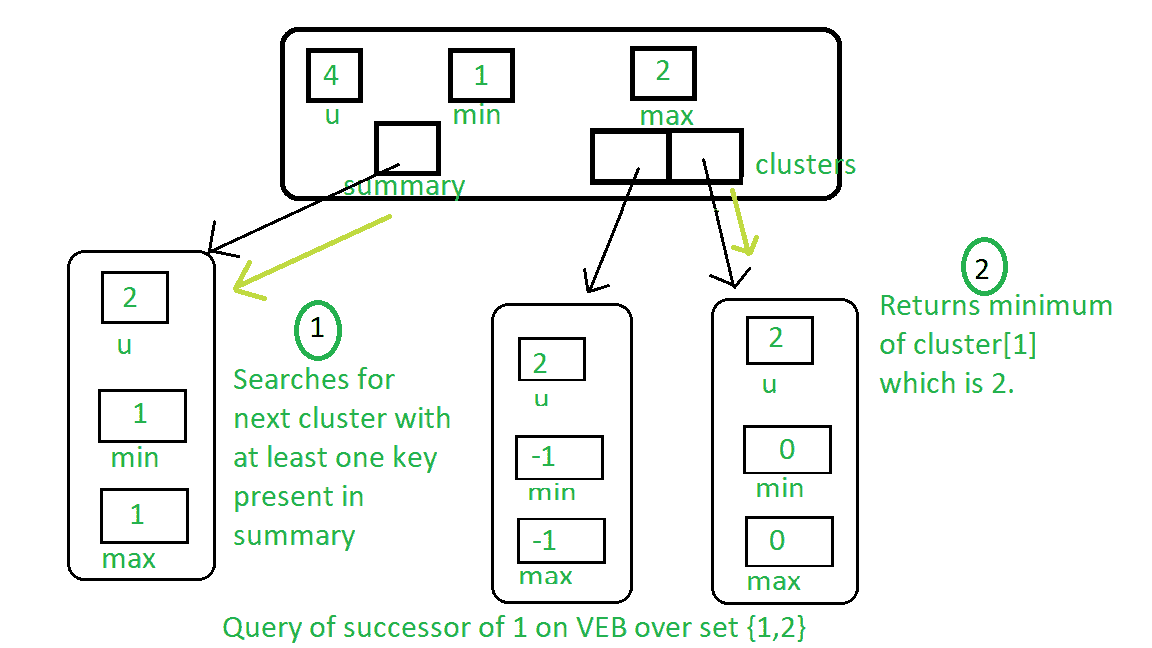 4 1 2
u min max
summary clusters
2
u
1
min
1
max
1
Searches for
next cluster with
at least one key
present in
summary
2
u
-1
min
-1
max
2
u
0
min
0
max
2
Returns minimum
of cluster[1]
which is 2.
Query of successor of 1 on VEB over set {1,2}